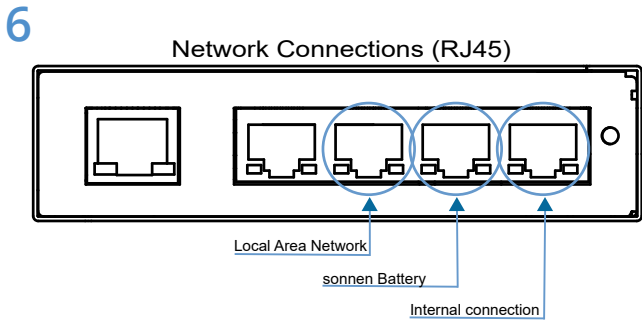 6
Network Connections (RJ45)
Local Area Network
sonnen Battery
Internal connection